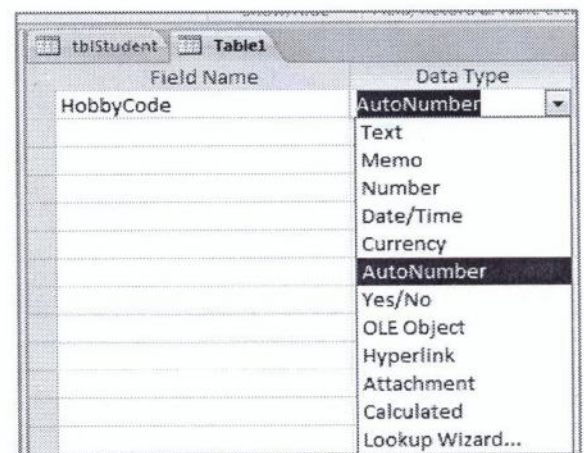 tblStudent Table1
Field Name Data Type
HobbyCode AutoNumber
Text
Memo
Number
Date/Time
Currency
AutoNumber
Yes/No
OLE Object
Hyperlink
Attachment
Calculated
Lookup Wizard...